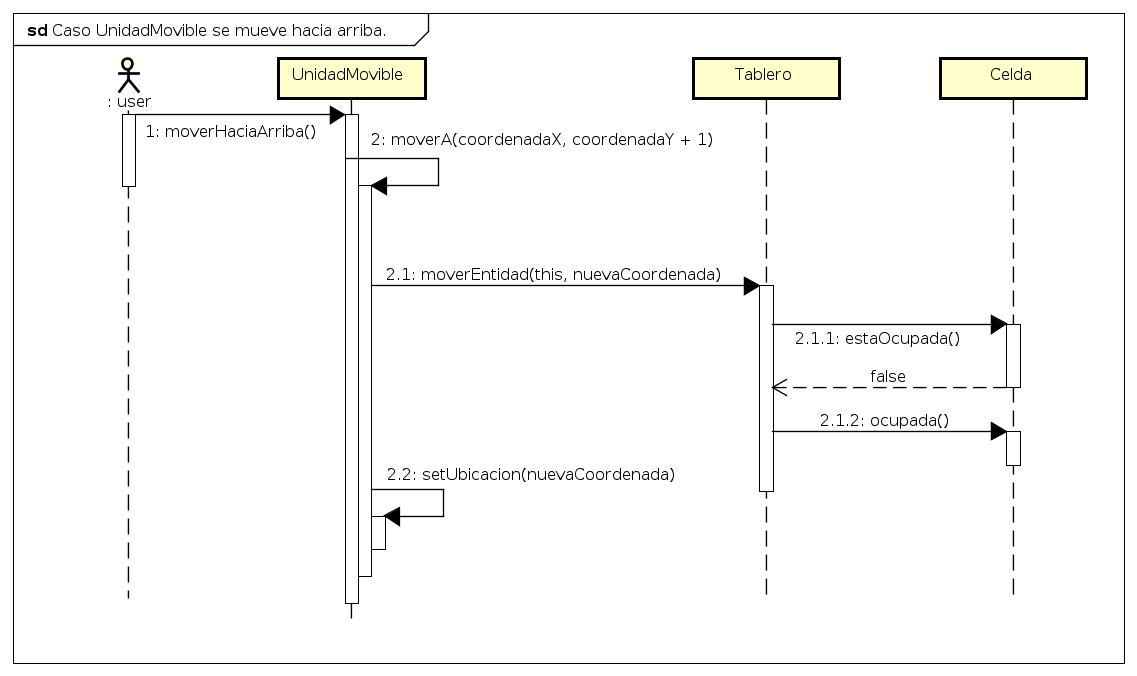 sd Caso UnidadMovible se mueve hacia arriba.
: user
UnidadMovible
Tablero
Celda
1: moverHaciaArriba()
2: moverA(coordenadaX, coordenadaY + 1)
2.1: moverEntidad(this, nuevaCoordenada)
2.1.1: estaOcupada()
false
2.1.2: ocupada()
2.2: setUbicacion(nuevaCoordenada)